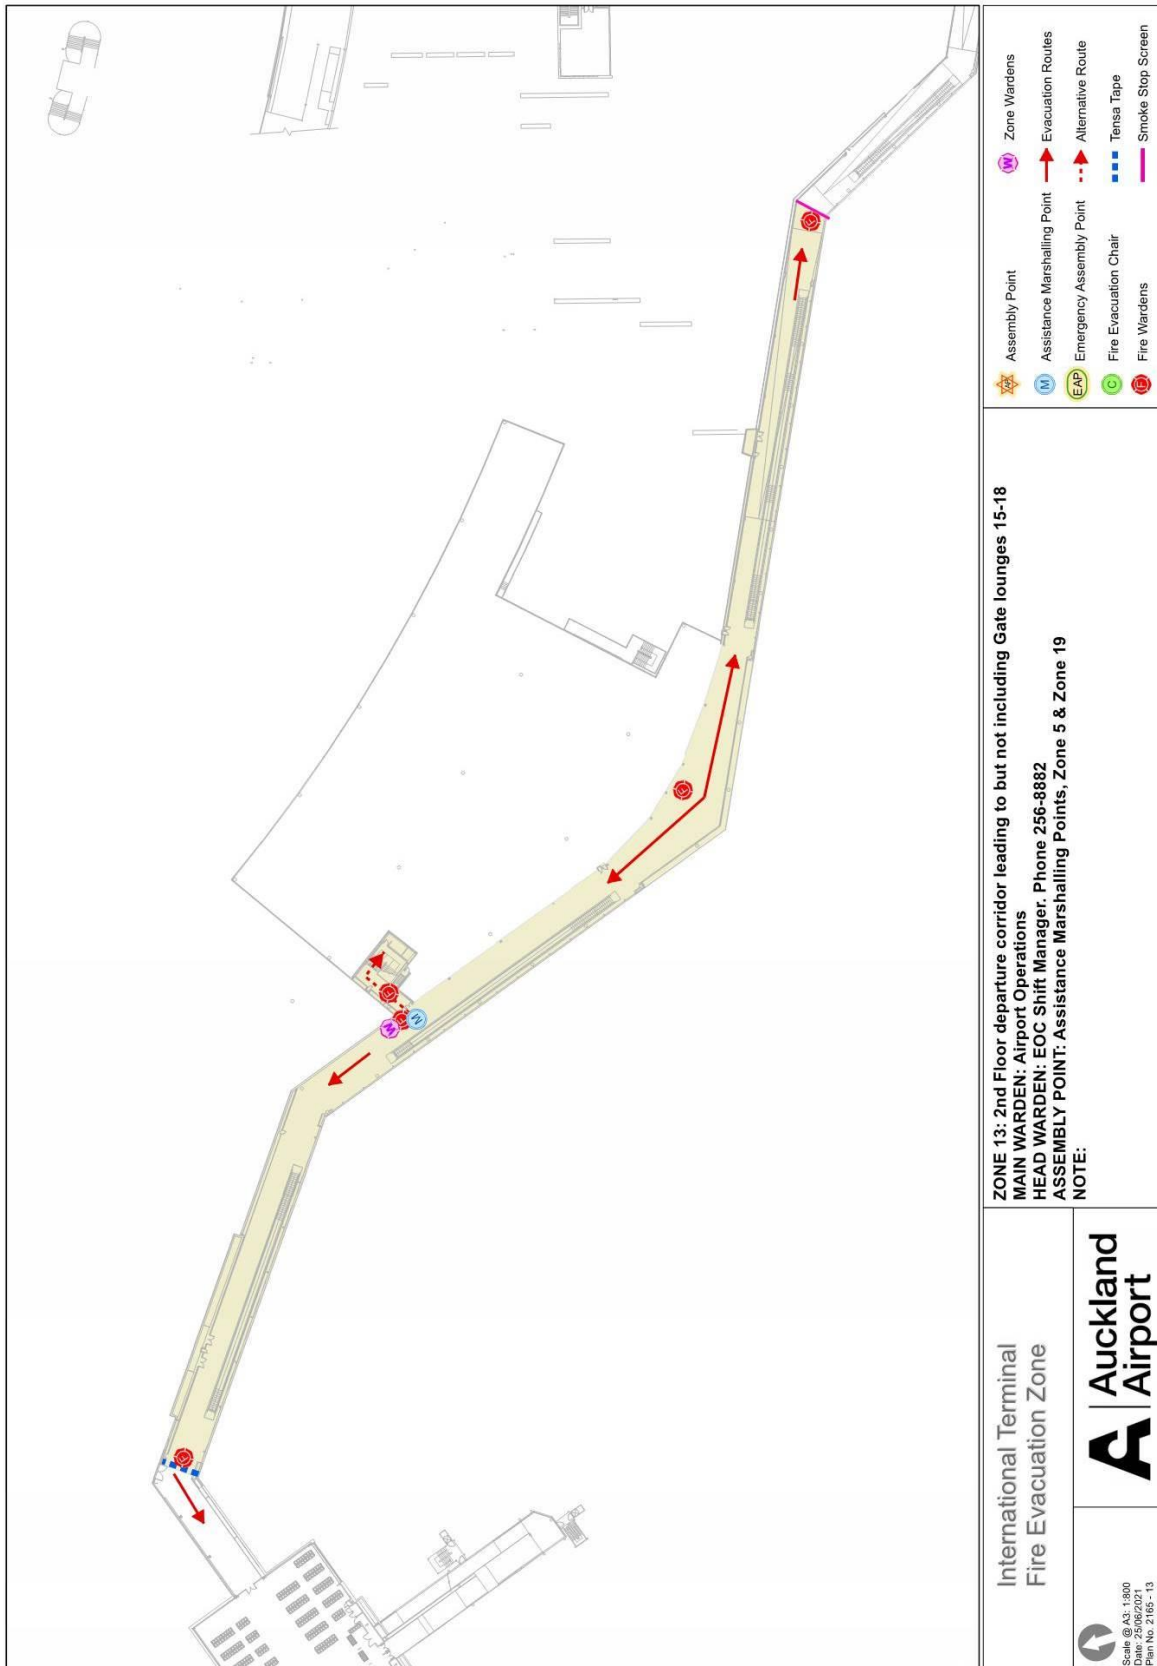 F
F
F
F
F
W
M
ZONE 13: 2nd Floor departure corridor leading to but not including Gate lounges 15-18
MAIN WARDEN: Airport Operations
HEAD WARDEN: EOC Shift Manager. Phone 256-8882
ASSEMBLY POINT: Assistance Marshalling Points, Zone 5 & Zone 19
NOTE:
AP Assembly Point
M Assistance Marshalling Point
EAP Emergency Assembly Point
C Fire Evacuation Chair
F Fire Wardens
W Zone Wardens
Evacuation Routes
Alternative Route
Tensa Tape
Smoke Stop Screen
International Terminal
Fire Evacuation Zone
Auckland
Airport
Scale @ A3: 1:800
Date: 25/06/2021
Plan No. 2165 - 13